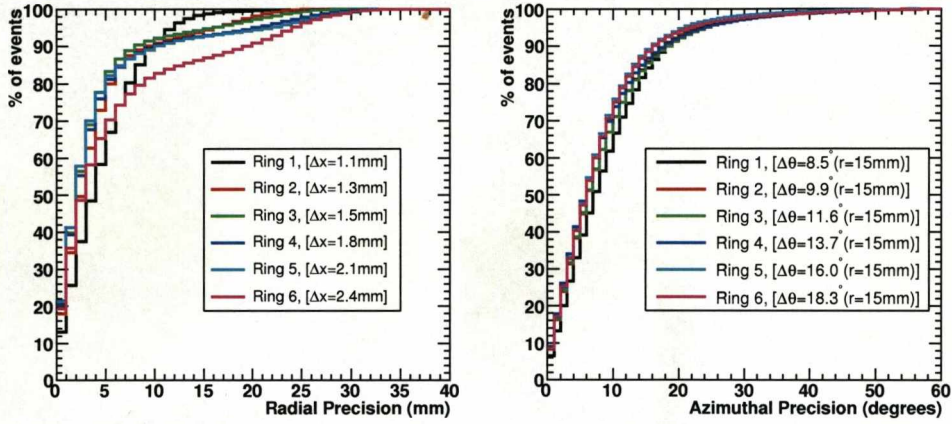 % of events
100
90
80
70
60
50
40
30
20
10
0
0 5 10 15 20 25 30 35 40
Radial Precision (mm)
Ring 1, [Δx=1.1mm]
Ring 2, [Δx=1.3mm]
Ring 3, [Δx=1.5mm]
Ring 4, [Δx=1.8mm]
Ring 5, [Δx=2.1mm]
Ring 6, [Δx=2.4mm]
% of events
100
90
80
70
60
50
40
30
20
10
0
0 10 20 30 40 50 60
Azimuthal Precision (degrees)
Ring 1, [Δθ=8.5° (r=15mm)]
Ring 2, [Δθ=9.9° (r=15mm)]
Ring 3, [Δθ=11.6° (r=15mm)]
Ring 4, [Δθ=13.7° (r=15mm)]
Ring 5, [Δθ=16.0° (r=15mm)]
Ring 6, [Δθ=18.3° (r=15mm)]